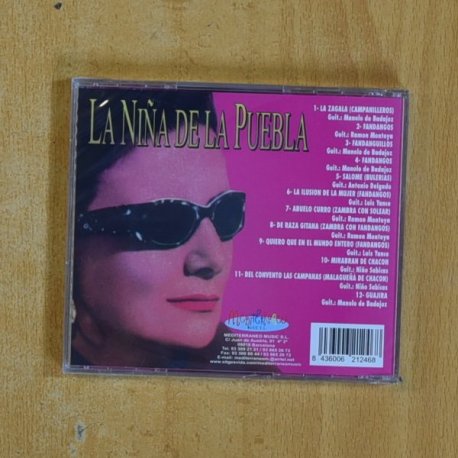 LA NIÑA DE LA PUEBLA
1- LA ZAGALA (CAMPANILLEROS)
Guit.: Manolo de Badajoz
2- FANDANGOS
Guit.: Ramon Montoya
3- FANDANGUILLOS
Guit.: Manolo de Badajoz
4- FANDANGOS
Guit.: Manolo de Badajoz
5- SALOME (BULERIAS)
Guit.: Antonio Delgado
6- LA ILUSION DE LA MUJER (FANDANGOS)
Guit.: Luis Yance
7- ABUELO CURRO (ZAMBRA CON SOLEAR)
Guit.: Ramon Montoya
8- DE RAZA GITANA (ZAMBRA CON FANDANGOS)
Guit.: Ramon Montoya
9- QUIERO QUE EN EL MUNDO ENTERO (FANDANGOS)
Guit.: Luis Yance
10- MIRABRAN DE CHACON
Guit.: Niño Sabicas
11- DEL CONVENTO LAS CAMPANAS (MALAGUEÑA DE CHACON)
Guit.: Niño Sabicas
12- GUAJIRA
Guit.: Manolo de Badajoz
MEDITERRANEO MUSIC S.L.
8 436006 212468